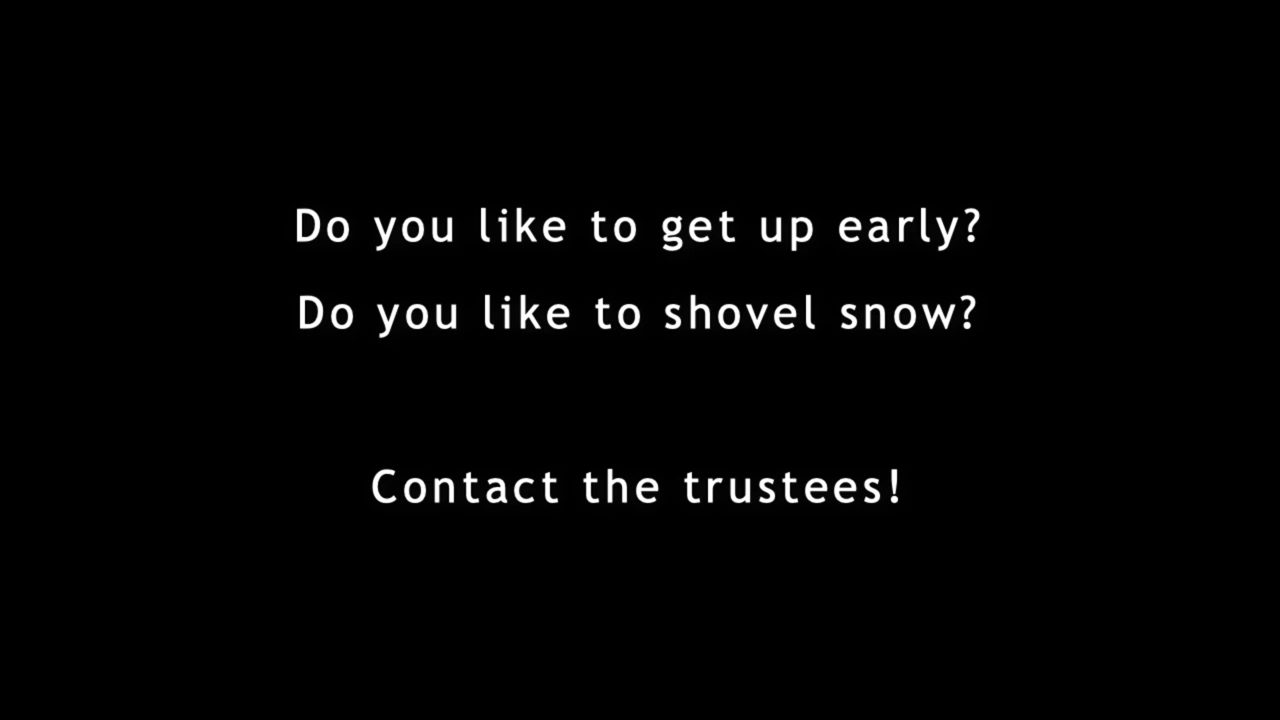 Do you like to get up early?
Do you like to shovel snow?
Contact the trustees!